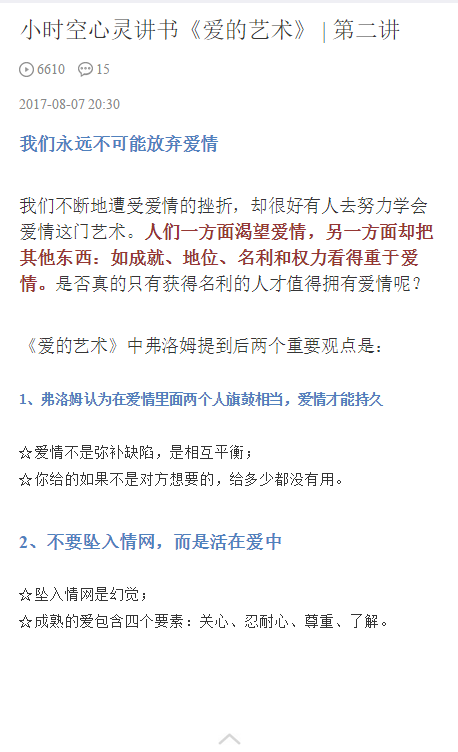 小时空心灵讲书《爱的艺术》 | 第二讲
6610 15
2017-08-07 20:30
我们永远不可能放弃爱情
我们不断地遭受爱情的挫折，却很好有人去努力学会
爱情这门艺术。人们一方面渴望爱情，另一方面却把
其他东西：如成就、地位、名利和权力看得重于爱
情。是否真的只有获得名利的人才值得拥有爱情呢？
《爱的艺术》中弗洛姆提到后两个重要观点是：
1、弗洛姆认为在爱情里面两个人旗鼓相当，爱情才能持久
☆爱情不是弥补缺陷，是相互平衡；
☆你给的如果不是对方想要的，给多少都没有用。
2、不要坠入情网，而是活在爱中
☆坠入情网是幻觉；
☆成熟的爱包含四个要素：关心、忍耐心、尊重、了解。